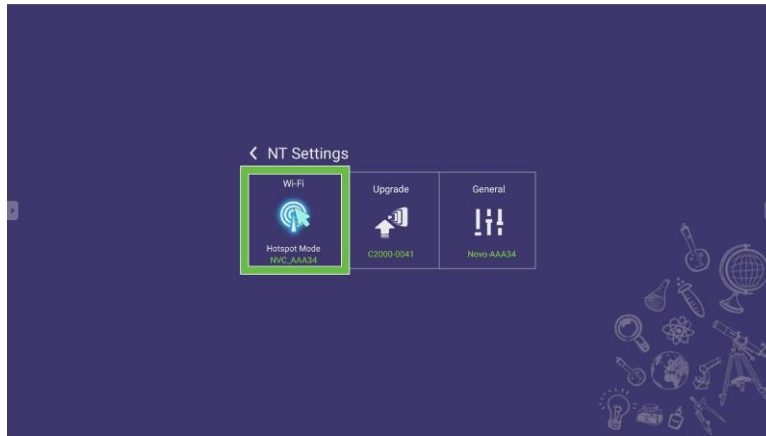 NT Settings
Wi-Fi
Hotspot Mode
NVC_AAA34
Upgrade
C2000-0041
General
Novo-AAA34